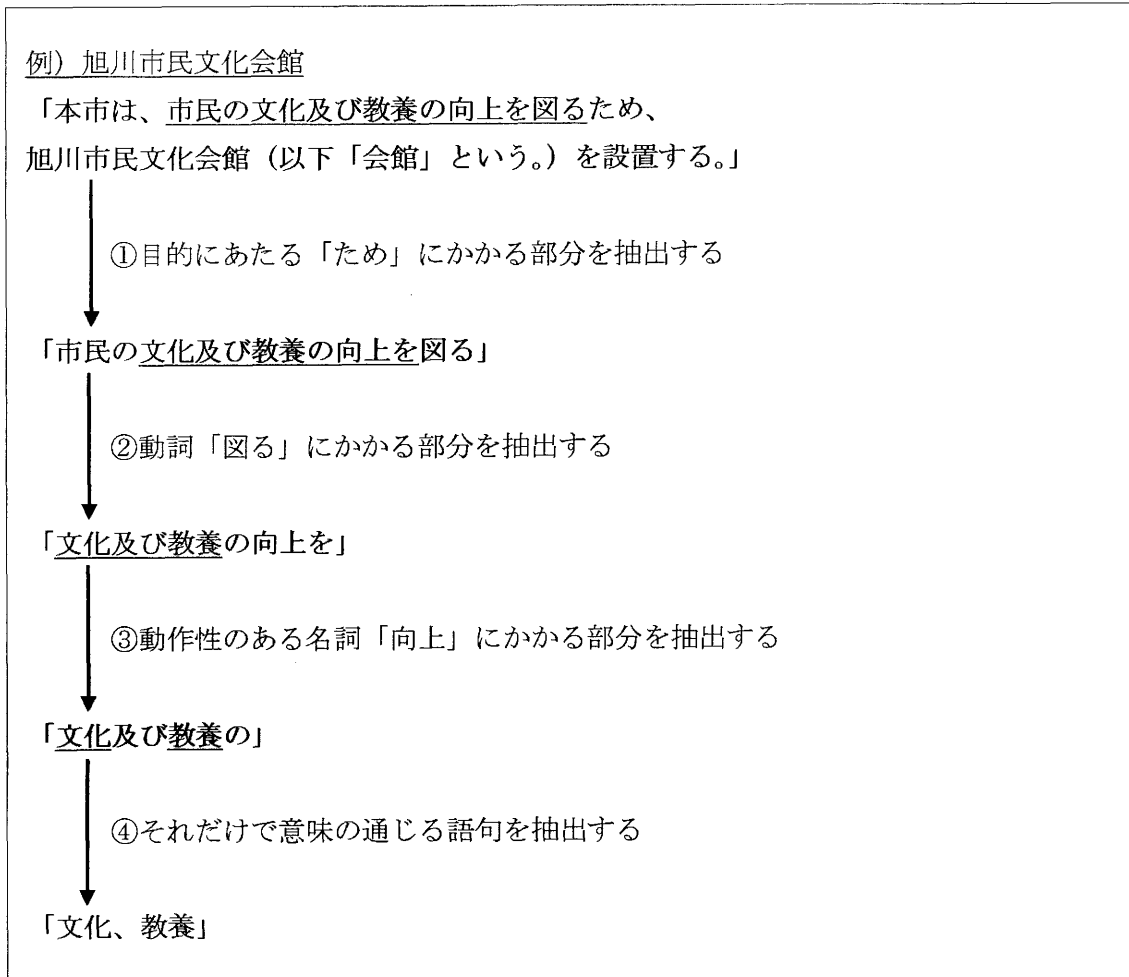 例）旭川市民文化会館
「本市は、市民の文化及び教養の向上を図るため、
旭川市民文化会館（以下「会館」という。）を設置する。」
①目的にあたる「ため」にかかる部分を抽出する
「市民の文化及び教養の向上を図る」
②動詞「図る」にかかる部分を抽出する
「文化及び教養の向上を」
③動作性のある名詞「向上」にかかる部分を抽出する
「文化及び教養の」
④それだけで意味の通じる語句を抽出する
「文化、教養」